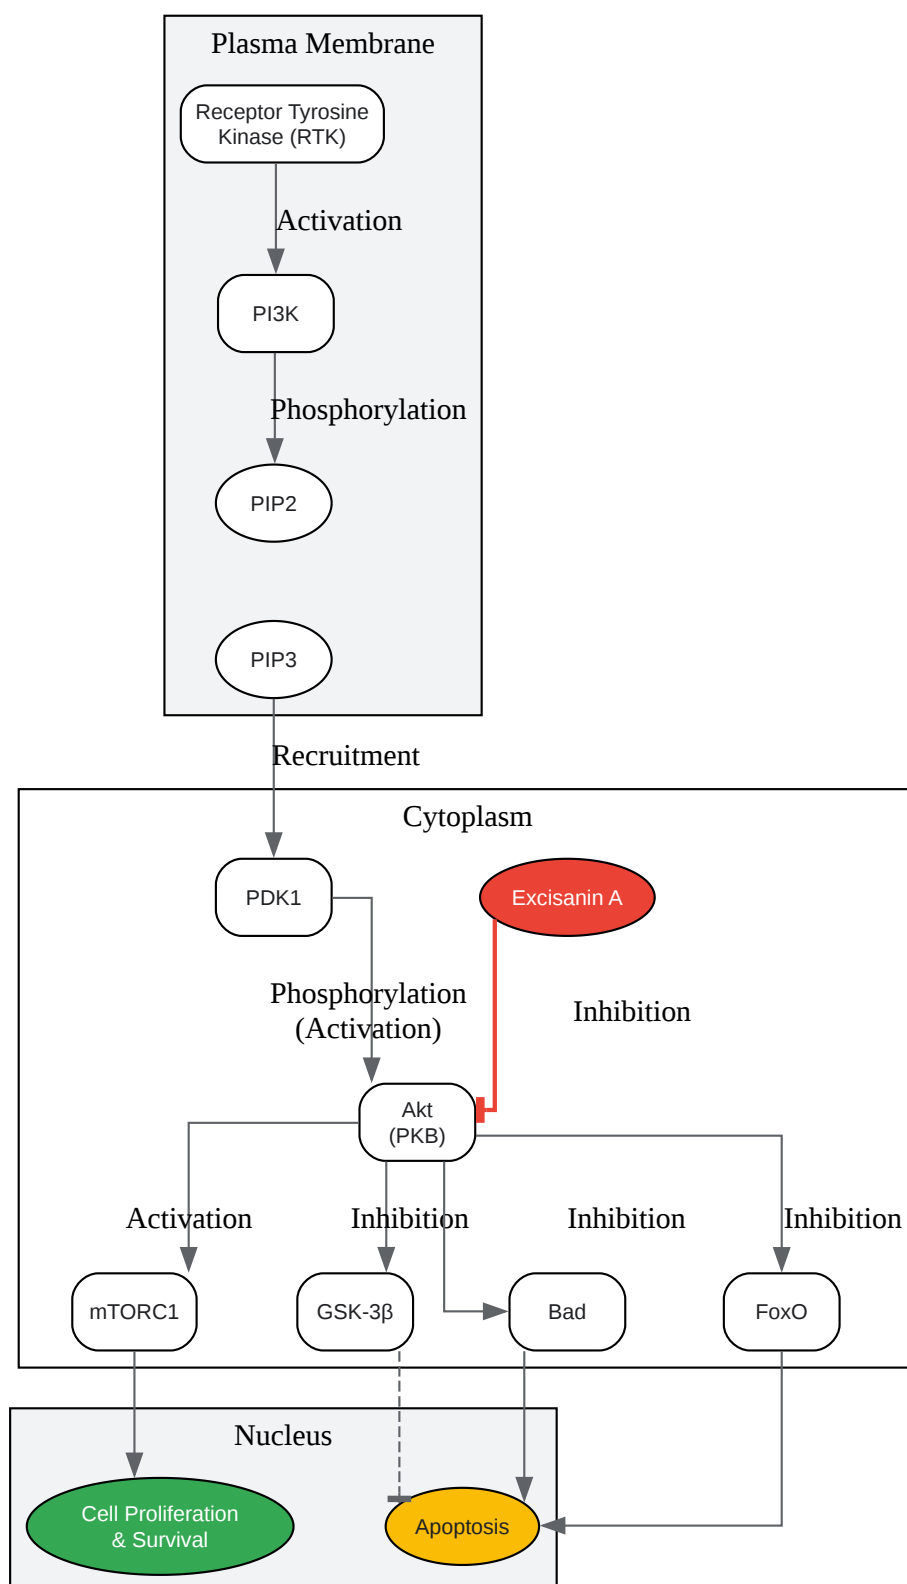 Plasma Membrane
Receptor Tyrosine
Kinase (RTK)
Activation
PI3K
Phosphorylation
PIP2
PIP3
Recruitment
Cytoplasm
PDK1
Excisanin A
Phosphorylation
(Activation)
Inhibition
Akt
(PKB)
Activation
Inhibition
Inhibition
Inhibition
mTORC1
GSK-3β
Bad
FoxO
Nucleus
Cell Proliferation
& Survival
Apoptosis